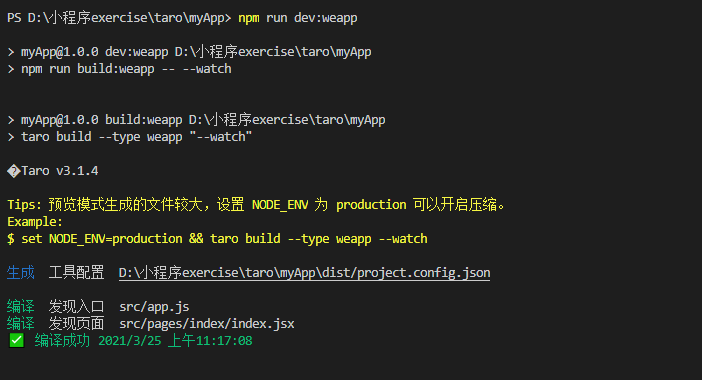 PS D:\小程序exercise\taro\myApp> npm run dev:weapp
> myApp@1.0.0 dev:weapp D:\小程序exercise\taro\myApp
> npm run build:weapp -- --watch
> myApp@1.0.0 build:weapp D:\小程序exercise\taro\myApp
> taro build --type weapp "--watch"
�Taro v3.1.4
Tips: 预览模式生成的文件较大，设置 NODE_ENV 为 production 可以开启压缩。
Example:
$ set NODE_ENV=production && taro build --type weapp --watch
生成 工具配置 D:\小程序exercise\taro\myApp\dist/project.config.json
编译 发现入口 src/app.js
编译 发现页面 src/pages/index/index.jsx
✅ 编译成功 2021/3/25 上午11:17:08